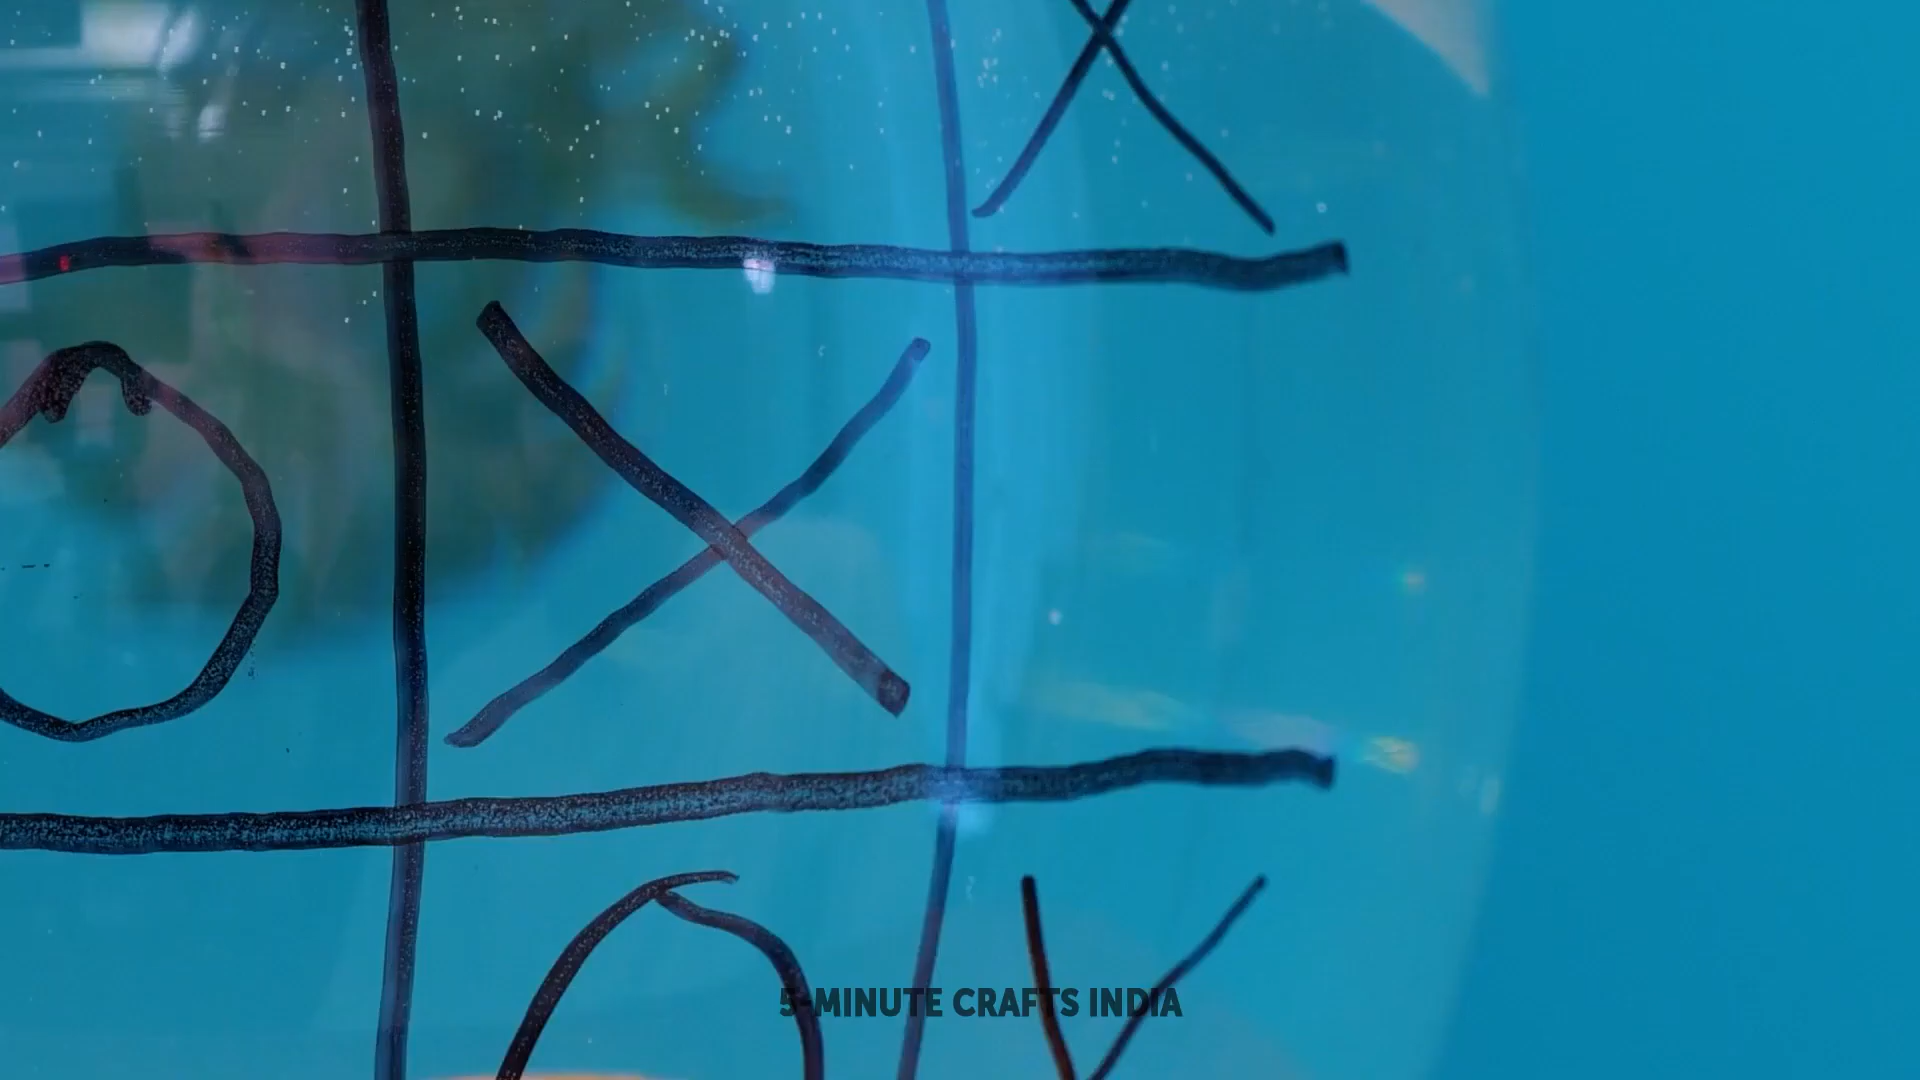 X
O X
O X
5-MINUTE CRAFTS INDIA